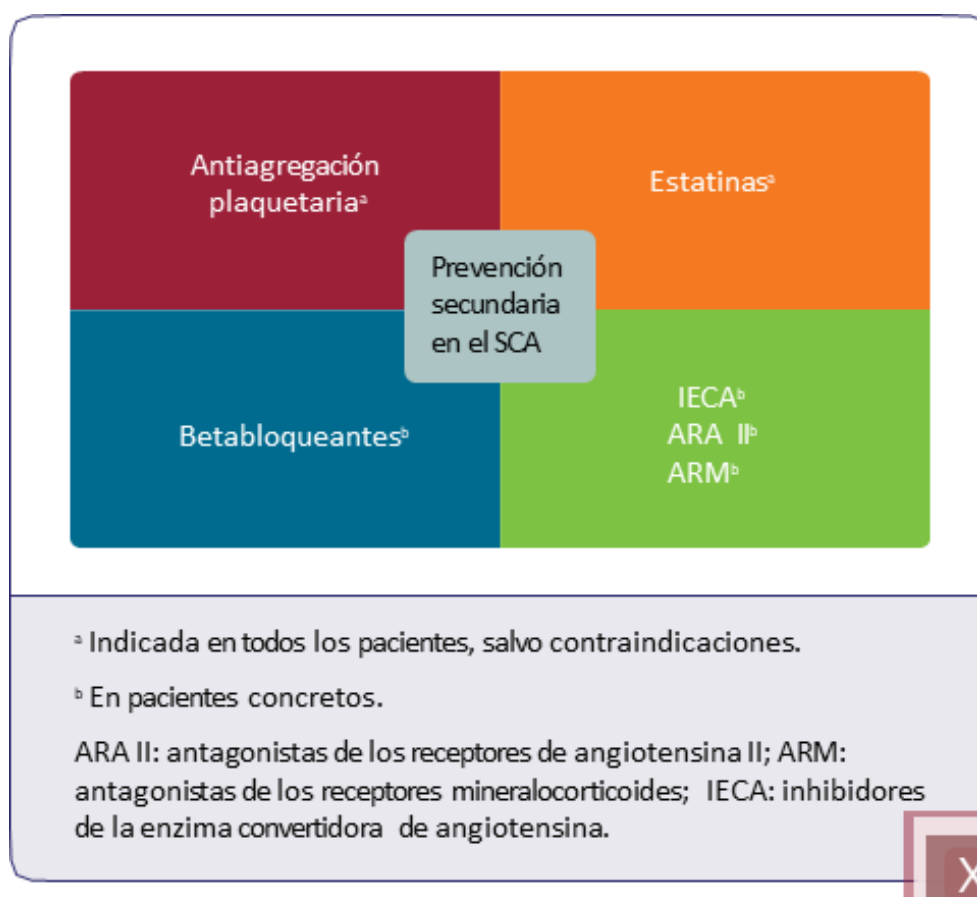 Antiagregación
plaquetariaᵃ
Estatinasᵃ
Prevención
secundaria
en el SCA
Betabloqueantesᵇ
IECAᵇ
ARA IIᵇ
ARMᵇ
ᵃ Indicada en todos los pacientes, salvo contraindicaciones.
ᵇ En pacientes concretos.
ARA II: antagonistas de los receptores de angiotensina II; ARM:
antagonistas de los receptores mineralocorticoides; IECA: inhibidores
de la enzima convertidora de angiotensina.
X